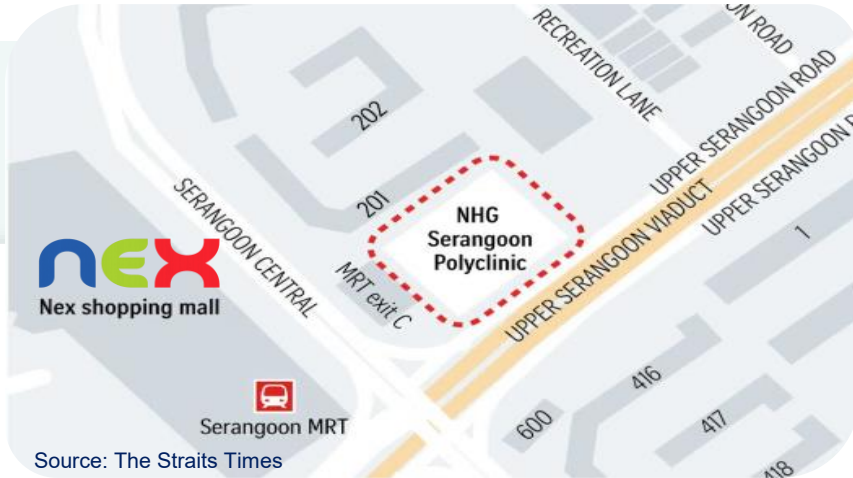 RECREATION LANE
ON ROAD
UPPER SERANGOON ROAD
202
201
SERANGOON CENTRAL
NHG
Serangoon
Polyclinic
UPPER SERANGOON VIADUCT
UPPER SERANGOON R
1
nex
Nex shopping mall
MRT exit C
416
600
417
418
Serangoon MRT
Source: The Straits Times